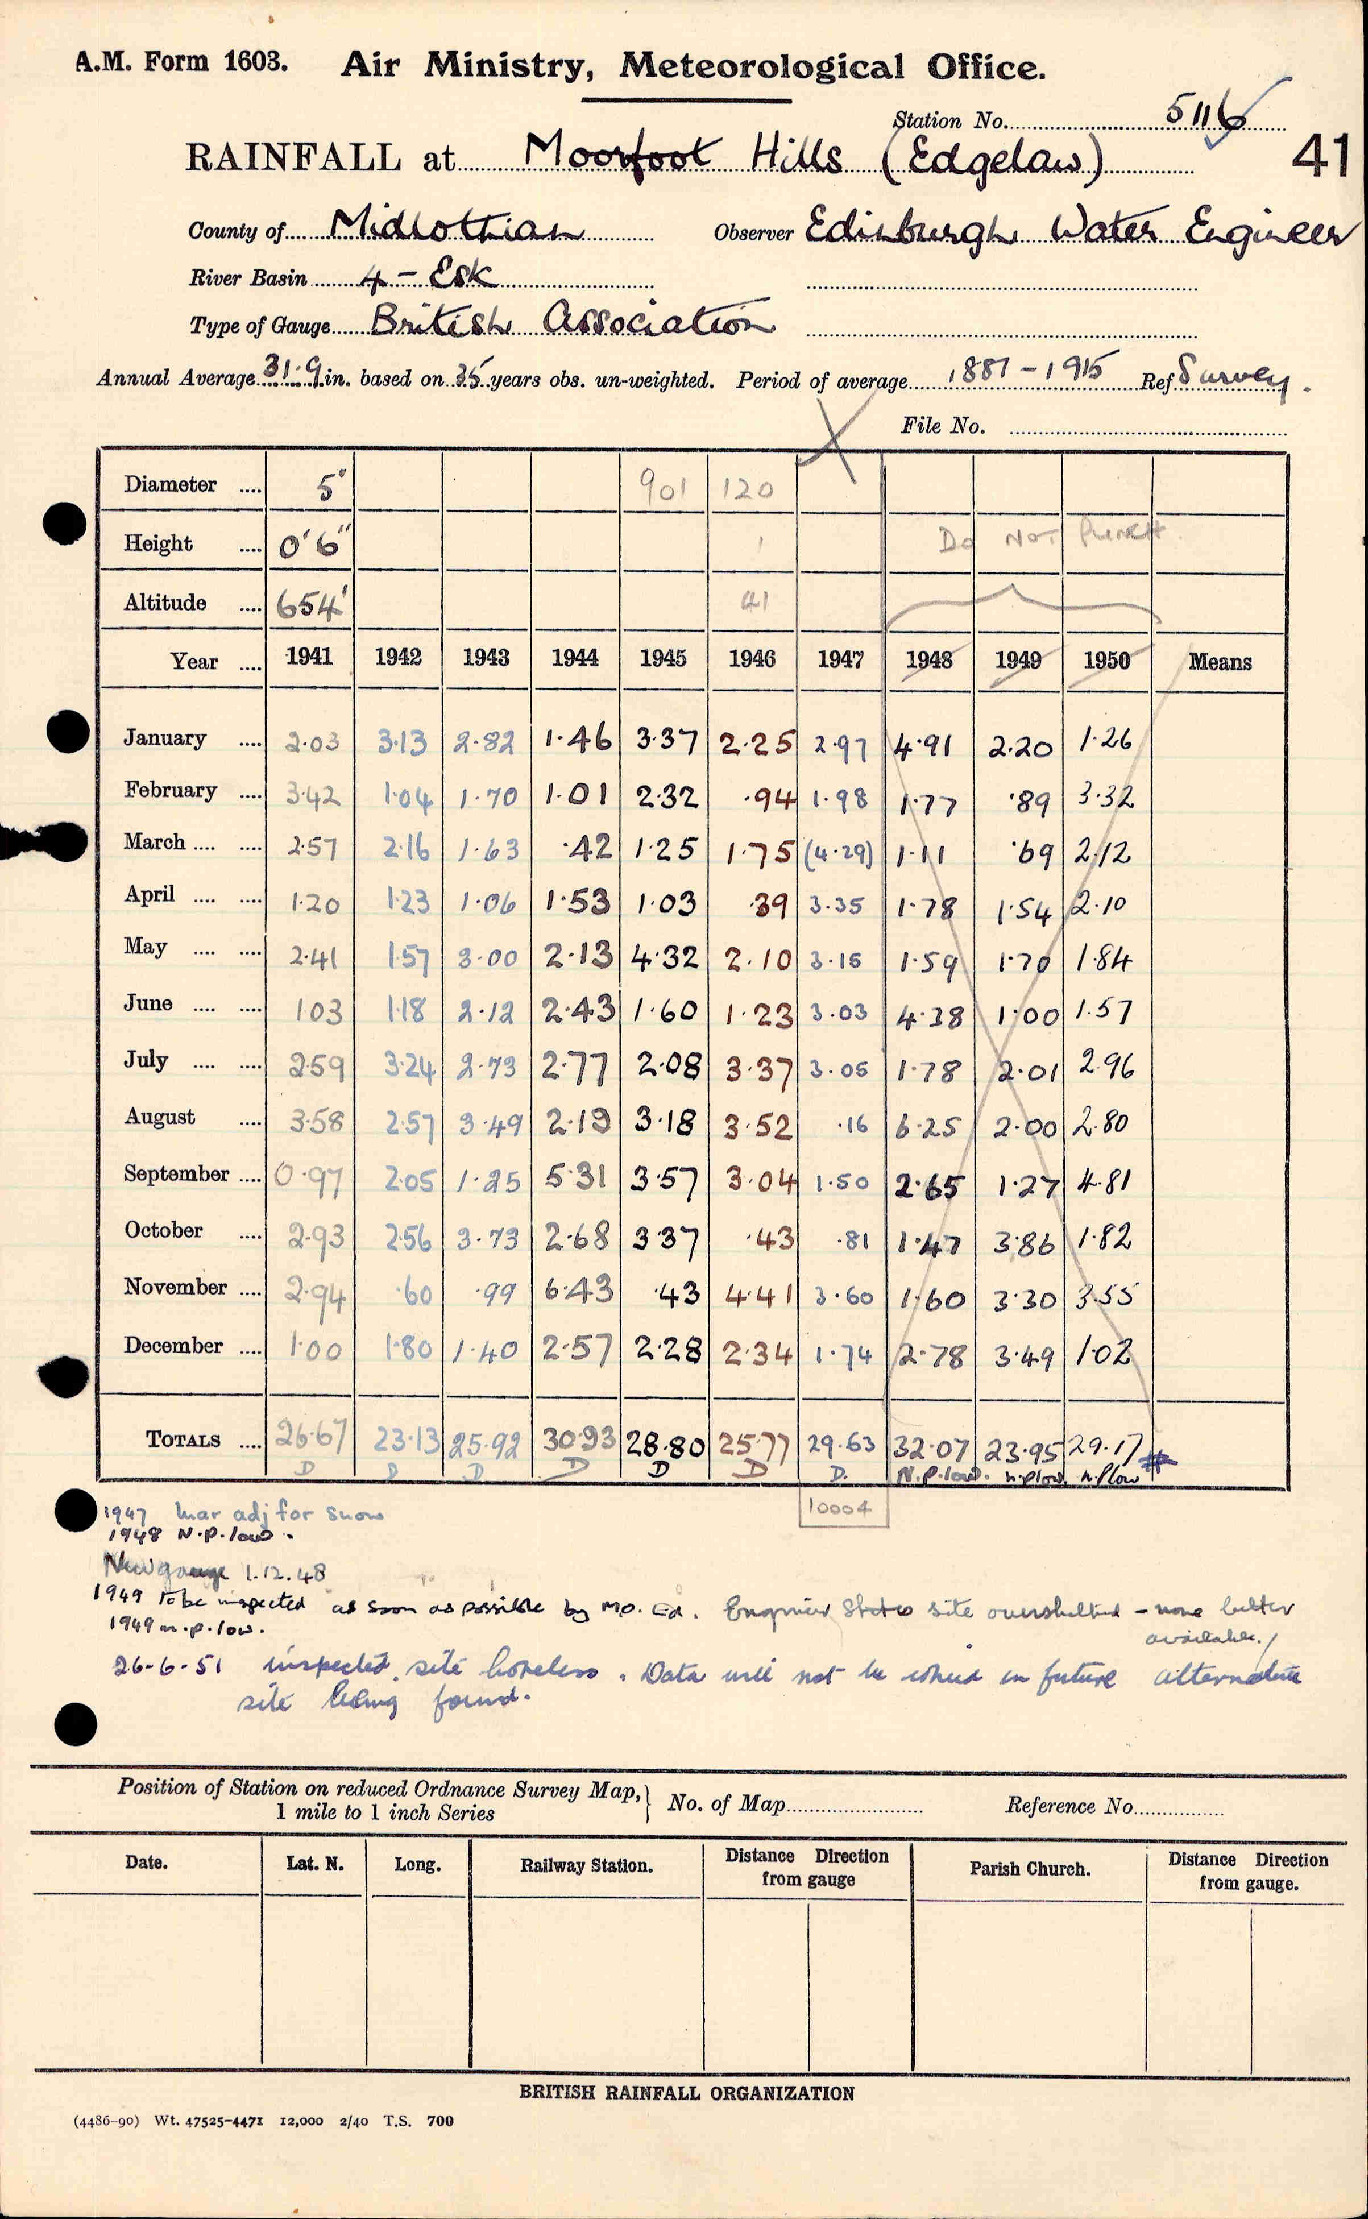 A.M. Form 1603. Air Ministry, Meteorological Office.
Station No. 5116
RAINFALL at Moorfoot Hills (Edgelaw) 41
County of Midlothian Observer Edinburgh Water Engineer
River Basin 4 - Esk
Type of Gauge British Association
Annual Average 31.9 in. based on 35 years obs. un-weighted. Period of average 1881-1915 Ref Survey.
File No.
Diameter .... 5" 901 120
Height .... 0'6" 1 Do NOT PUNCH
Altitude .... 654' 41
Year .... 1941 1942 1943 1944 1945 1946 1947 1948 1949 1950 Means
January .... 2.03 3.13 2.82 1.46 3.37 2.25 2.97 4.91 2.20 1.26
February .... 3.42 1.04 1.70 1.01 2.32 .94 1.98 1.77 .89 3.32
March .... .... 2.57 2.16 1.63 .42 1.25 1.75 (4.29) 1.11 .69 2.12
April .... .... 1.20 1.23 1.06 1.53 1.03 .39 3.35 1.78 1.54 2.10
May .... .... 2.41 1.57 3.00 2.13 4.32 2.10 3.15 1.59 1.70 1.84
June .... .... 1.03 1.18 2.12 2.43 1.60 1.23 3.03 4.38 1.00 1.57
July .... .... 2.59 3.24 2.73 2.77 2.08 3.37 3.05 1.78 2.01 2.96
August .... 3.58 2.57 3.49 2.19 3.18 3.52 .16 6.25 2.00 2.80
September .... 0.97 2.05 1.25 5.31 3.57 3.04 1.50 2.65 1.27 4.81
October .... 2.93 2.56 3.73 2.68 3.37 .43 .81 1.47 3.86 1.82
November .... 2.94 .60 .99 6.43 .43 4.41 3.60 1.60 3.30 3.55
December .... 1.00 1.80 1.40 2.57 2.28 2.34 1.74 2.78 3.49 1.02
TOTALS .... 26.67 23.13 25.92 30.93 28.80 25.77 29.63 32.07 23.95 29.17 #
D D D D D D D. N.p.low. n.p.low. n.p.low
10004
1947 Mar adj for snow
1948 N.p.low.
New gauge 1.12.48
1949 To be inspected as soon as possible by M.O. Ed. Engineer States site oversheltered - none better
available.
1949 n.p.low.
26-6-51 inspected, site hopeless. Data will not be used in future alternative
site being found.
Position of Station on reduced Ordnance Survey Map, } No. of Map Reference No.
1 mile to 1 inch Series
Date. Lat. N. Long. Railway Station. Distance Direction from gauge Parish Church. Distance Direction from gauge.
BRITISH RAINFALL ORGANIZATION
(4486-90) Wt. 47525-4471 12,000 2/40 T.S. 700